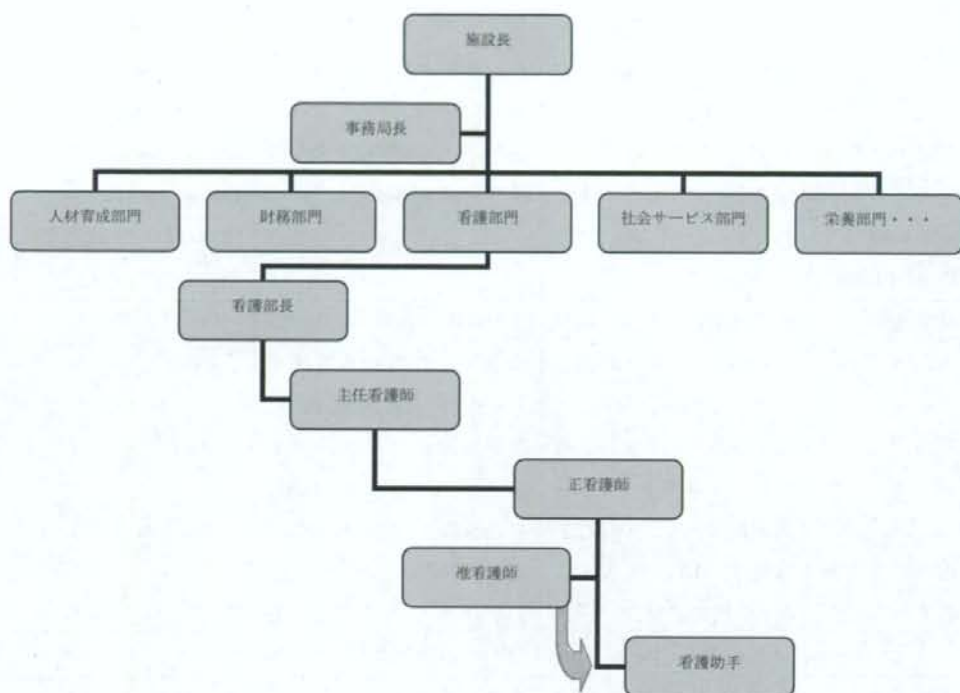 施設長
事務局長
人材育成部門
財務部門
看護部門
社会サービス部門
栄養部門・・・
看護部長
主任看護師
正看護師
准看護師
看護助手